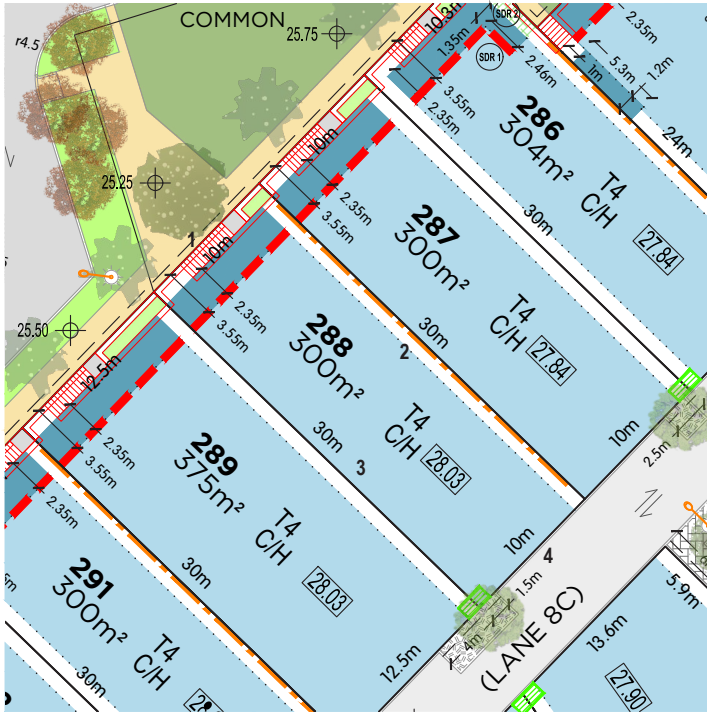 COMMON
r4.5
25.75
10.3m
1.35m
SDR 2
SDR 1
2.46m
2.35m
5.3m
1.2m
1m
24m
3.55m
2.35m
286
304m²
T4
C/H
27.84
30m
25.25
10m
2.35m
3.55m
287
300m²
T4
C/H
27.84
30m
1
10m
2.35m
3.55m
25.50
288
300m²
T4
C/H
28.03
30m
2
10m
2.5m
12.5m
2.35m
3.55m
2.35m
289
375m²
T4
C/H
28.03
30m
3
10m
4
1.5m
4m
12.5m
(LANE 8C)
5.9m
13.6m
27.90
291
300m²
T4
C/H
30m
30m